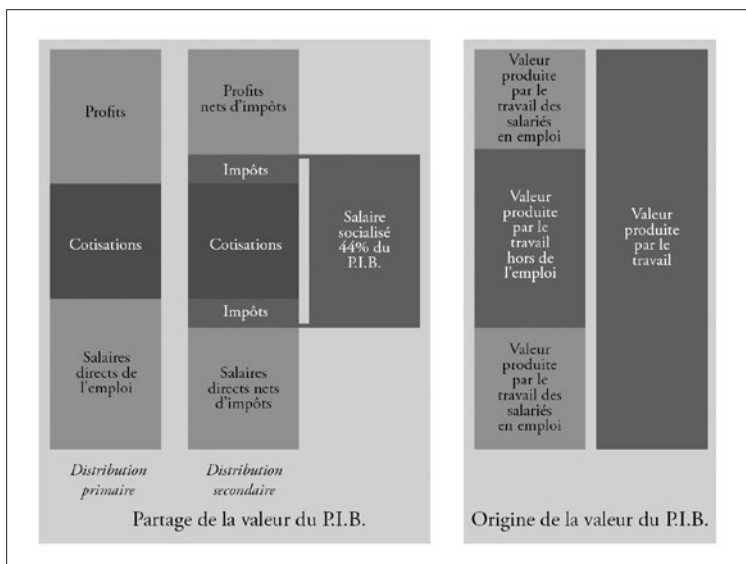 Profits
Cotisations
Salaires
directs de
l'emploi
Distribution
primaire
Profits
nets d'impôts
Impôts
Cotisations
Impôts
Salaires
directs nets
d'impôts
Distribution
secondaire
Salaire
socialisé
44% du
P.I.B.
Partage de la valeur du P.I.B.
Valeur
produite
par le
travail des
salariés
en emploi
Valeur
produite
par le
travail
hors de
l'emploi
Valeur
produite
par le
travail des
salariés
en emploi
Valeur
produite
par le
travail
Origine de la valeur du P.I.B.